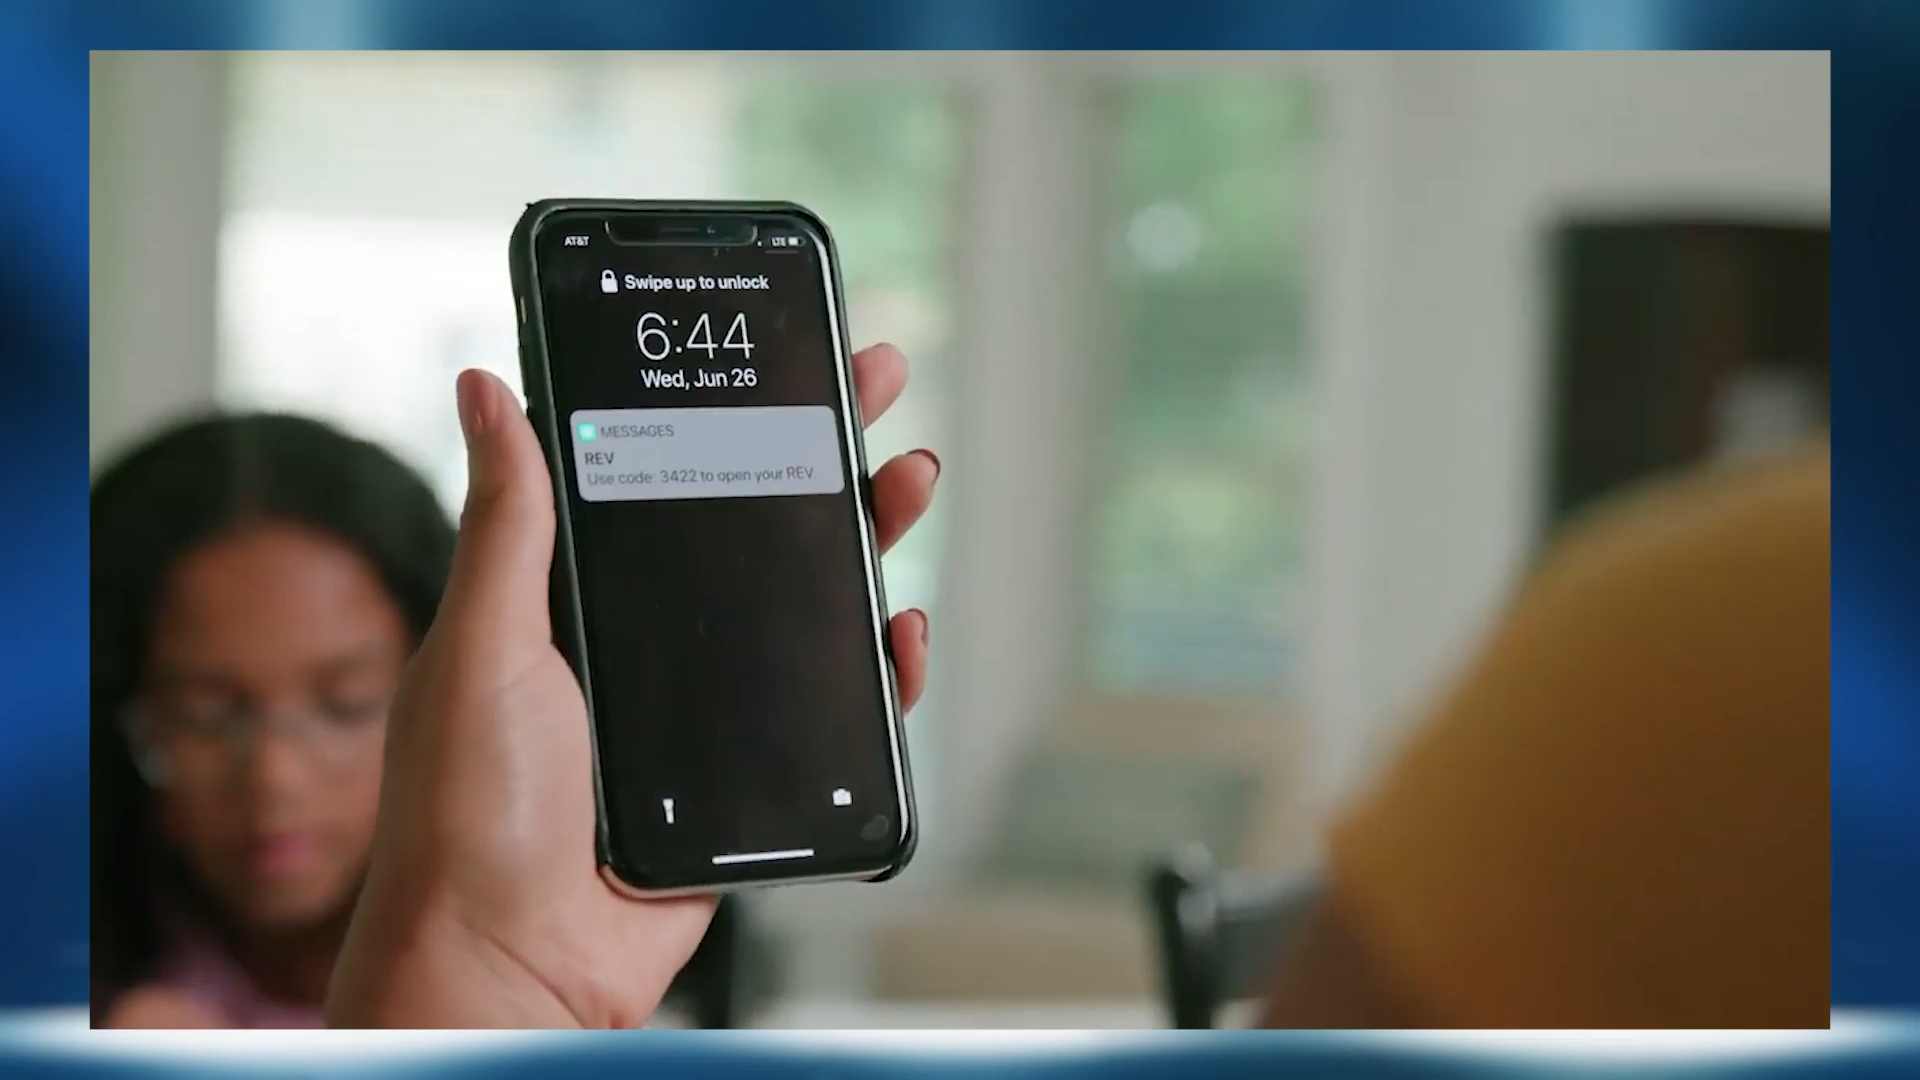 AT&T LTE
Swipe up to unlock
6:44
Wed, Jun 26
MESSAGES
REV
Use code: 3422 to open your REV.